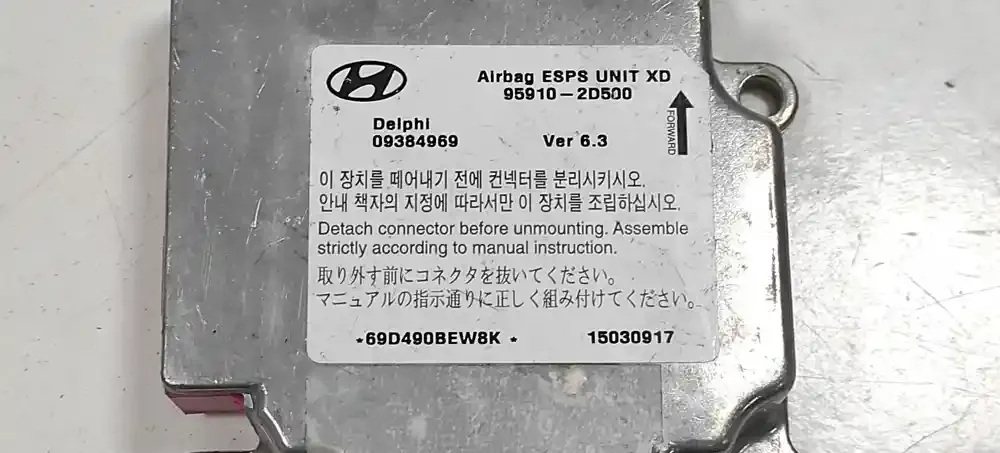 Airbag ESPS UNIT XD
95910-2D500
FORWARD
Delphi
09384969 Ver 6.3
이 장치를 떼어내기 전에 컨넥터를 분리시키시오.
안내 책자의 지정에 따라서만 이 장치를 조립하십시오.
Detach connector before unmounting. Assemble
strictly according to manual instruction.
取り外す前にコネクタを抜いてください。
マニュアルの指示通りに正しく組み付けてください。
*69D490BEW8K * 15030917